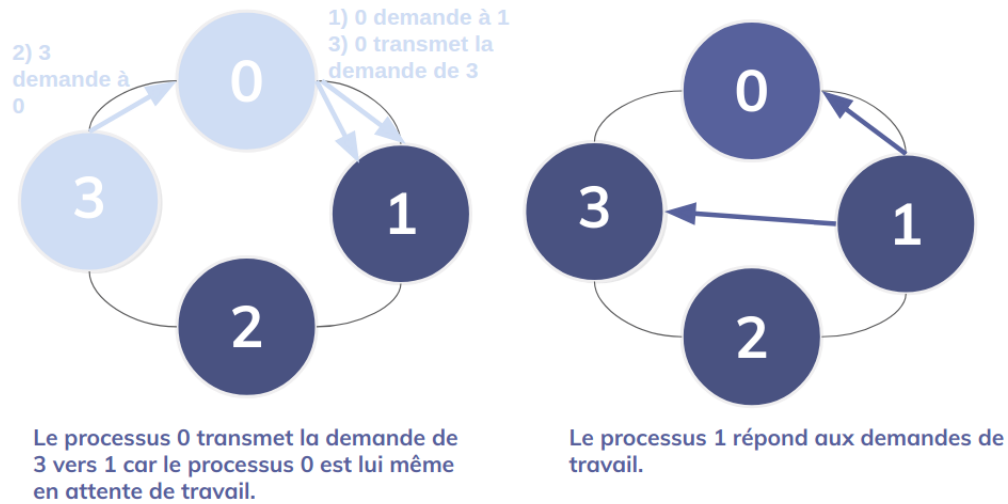 1) 0 demande à 1
3) 0 transmet la
demande de 3
2) 3
demande à
0
0
3
1
2
Le processus 0 transmet la demande de
3 vers 1 car le processus 0 est lui même
en attente de travail.
0
3
1
2
Le processus 1 répond aux demandes de
travail.